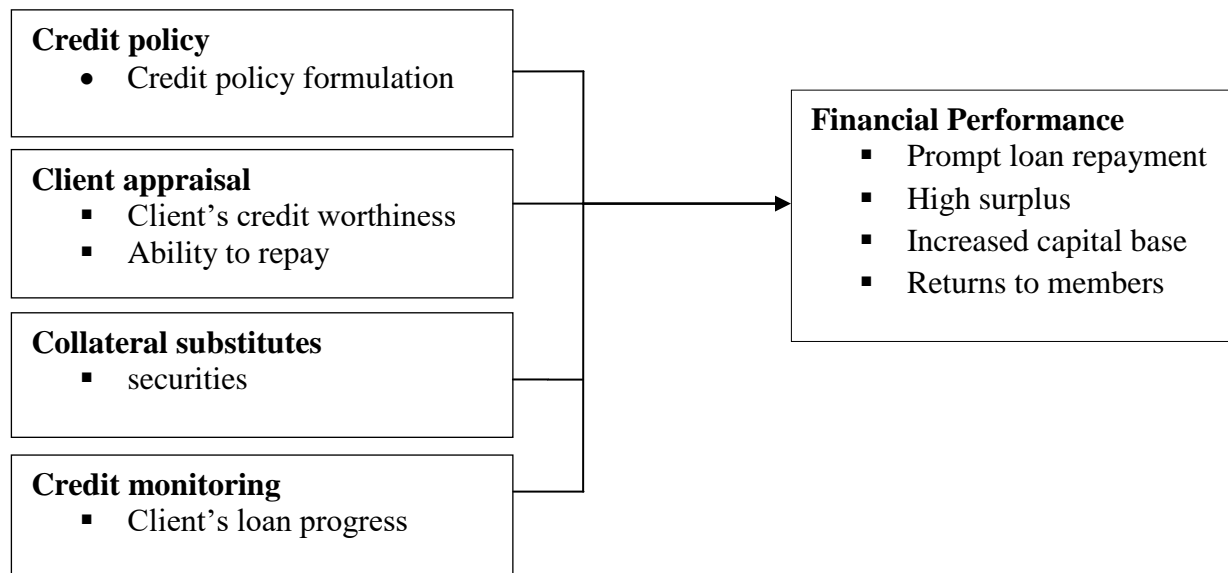 Credit policy
• Credit policy formulation
Client appraisal
▪ Client’s credit worthiness
▪ Ability to repay
Collateral substitutes
▪ securities
Credit monitoring
▪ Client’s loan progress
Financial Performance
▪ Prompt loan repayment
▪ High surplus
▪ Increased capital base
▪ Returns to members